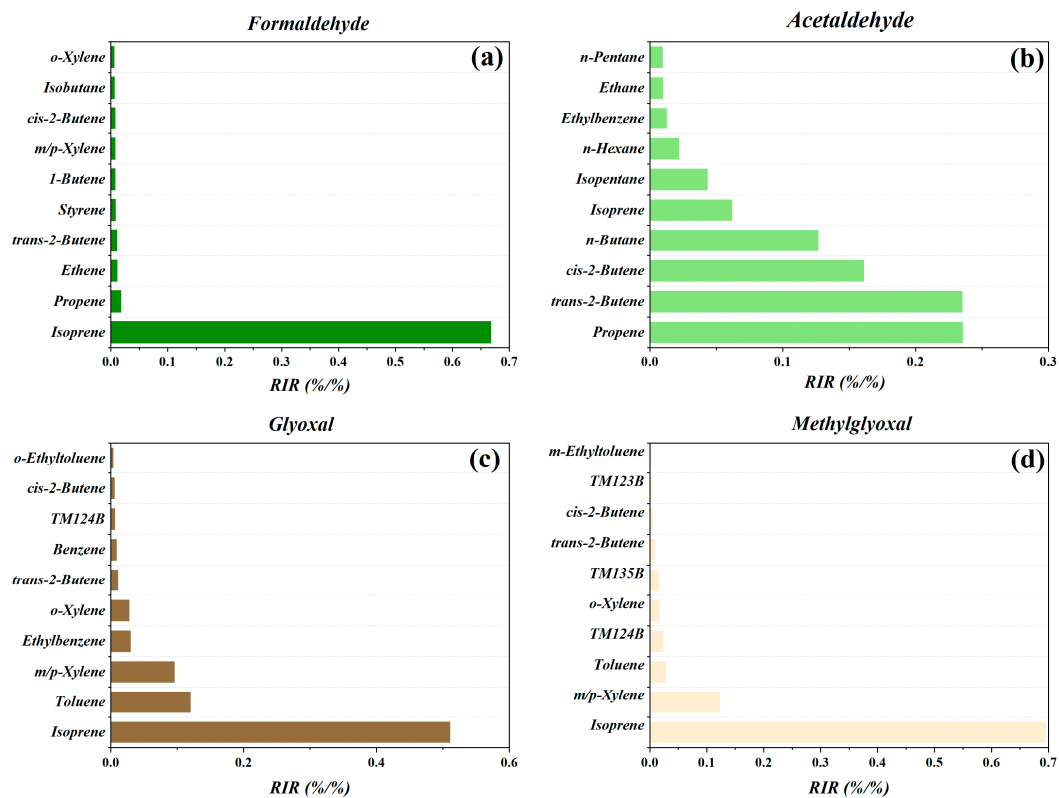 Formaldehyde
(a)
o-Xylene
Isobutane
cis-2-Butene
m/p-Xylene
1-Butene
Styrene
trans-2-Butene
Ethene
Propene
Isoprene
0.0 0.1 0.2 0.3 0.4 0.5 0.6 0.7
RIR (%/%)
Acetaldehyde
(b)
n-Pentane
Ethane
Ethylbenzene
n-Hexane
Isopentane
Isoprene
n-Butane
cis-2-Butene
trans-2-Butene
Propene
0.0 0.1 0.2 0.3
RIR (%/%)
Glyoxal
(c)
o-Ethyltoluene
cis-2-Butene
TM124B
Benzene
trans-2-Butene
o-Xylene
Ethylbenzene
m/p-Xylene
Toluene
Isoprene
0.0 0.2 0.4 0.6
RIR (%/%)
Methylglyoxal
(d)
m-Ethyltoluene
TM123B
cis-2-Butene
trans-2-Butene
TM135B
o-Xylene
TM124B
Toluene
m/p-Xylene
Isoprene
0.0 0.1 0.2 0.3 0.4 0.5 0.6 0.7
RIR (%/%)